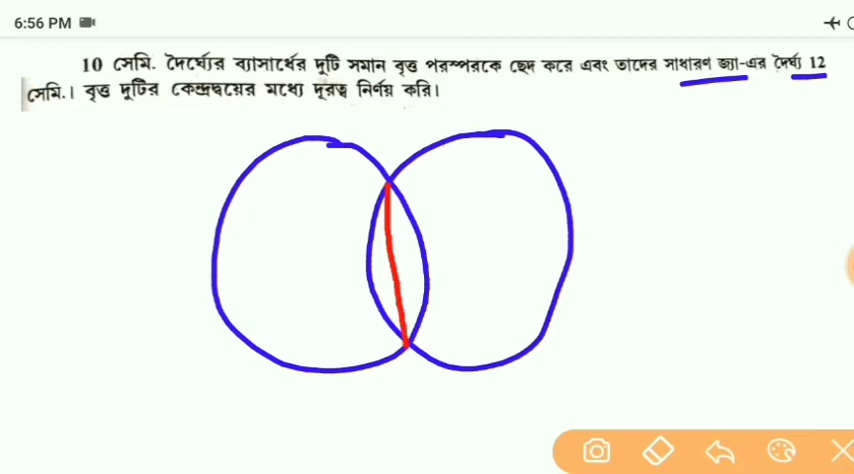 6:56 PM
10 সেমি. দৈর্ঘ্যের ব্যাসার্ধের দুটি সমান বৃত্ত পরস্পরকে ছেদ করে এবং তাদের সাধারণ জ্যা-এর দৈর্ঘ্য 12
সেমি.। বৃত্ত দুটির কেন্দ্রদ্বয়ের মধ্যে দূরত্ব নির্ণয় করি।